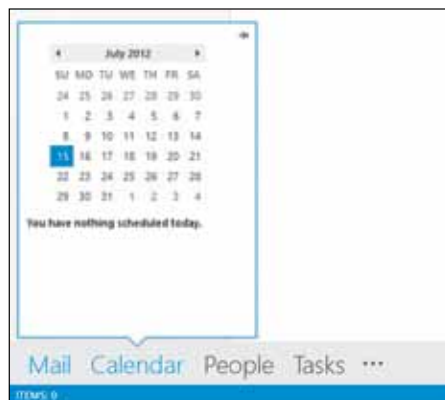 July 2012
SU MO TU WE TH FR SA
24 25 26 27 28 29 30
1 2 3 4 5 6 7
8 9 10 11 12 13 14
15 16 17 18 19 20 21
22 23 24 25 26 27 28
29 30 31 1 2 3 4
You have nothing scheduled today.
Mail Calendar People Tasks ...
ITEMS: 0